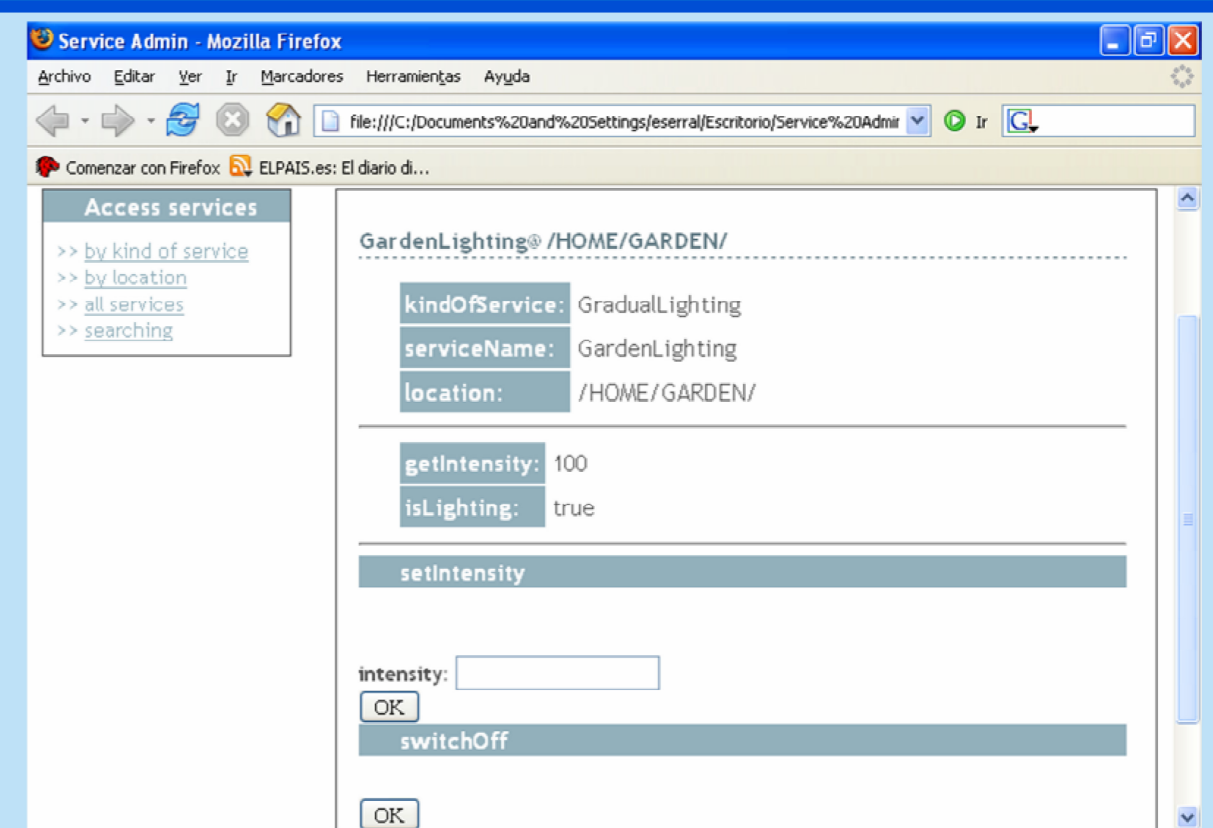 Service Admin - Mozilla Firefox
Archivo Editar Ver Ir Marcadores Herramientas Ayuda
file:///C:/Documents%20and%20Settings/eserral/Escritorio/Service%20Admir Ir G
Comenzar con Firefox ELPAIS.es: El diario di...
Access services
>> by kind of service
>> by location
>> all services
>> searching
GardenLighting@ /HOME/GARDEN/
kindOfService: GradualLighting
serviceName: GardenLighting
location: /HOME/GARDEN/
getIntensity: 100
isLighting: true
setIntensity
intensity:
OK
switchOff
OK